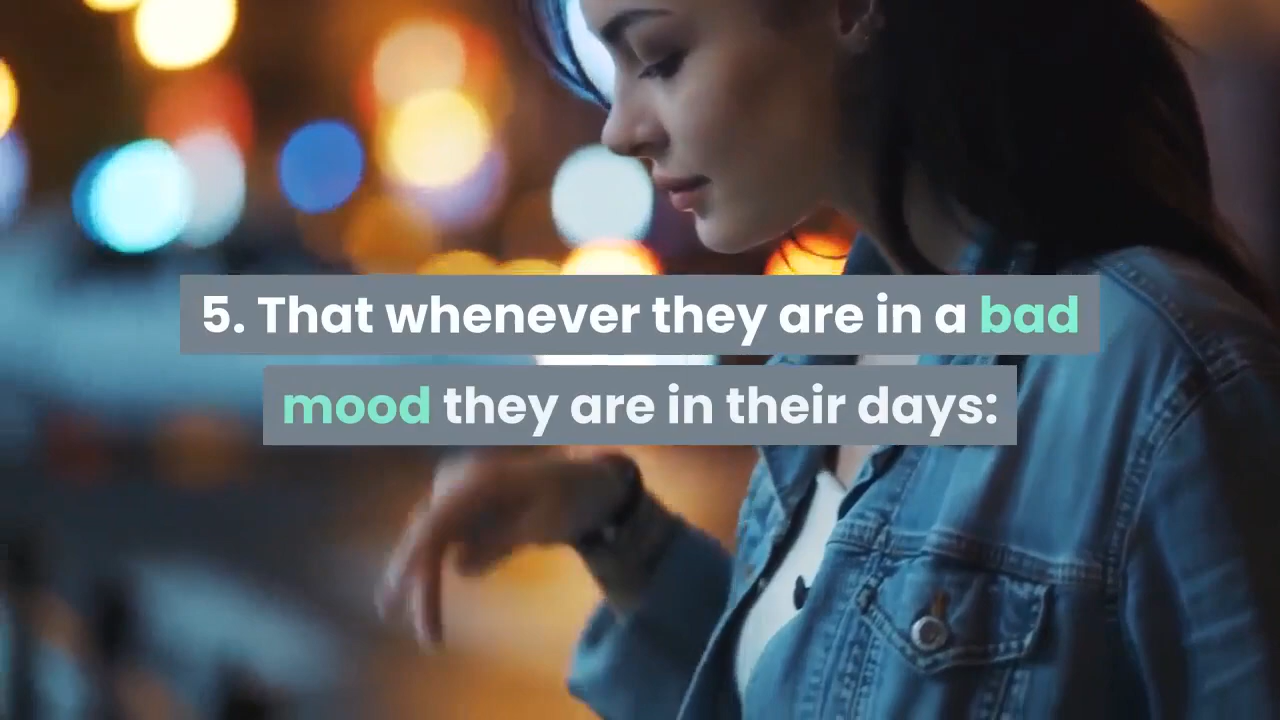 5. That whenever they are in a bad
mood they are in their days: